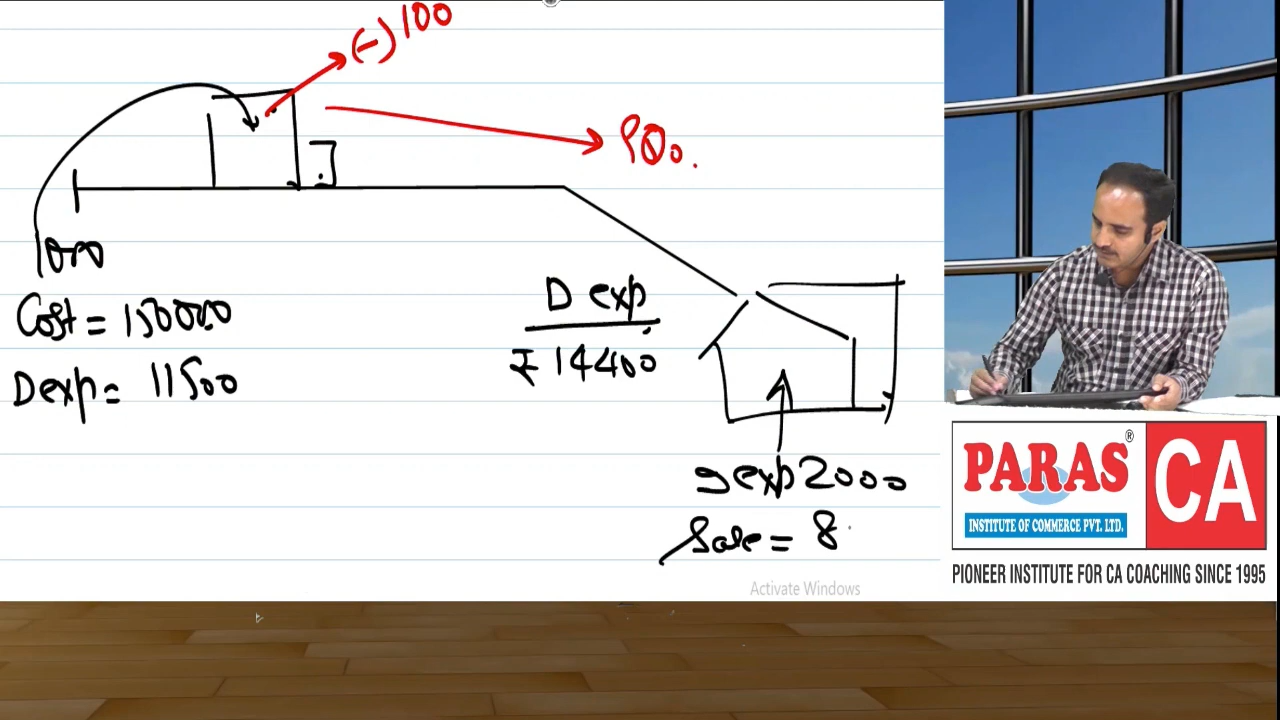 (-) 100
900.
1000
Cost = 150000
D exp = 11500
D exp
₹ 14400
exp 2000
Sale = 8
Activate Windows
PARAS®
INSTITUTE OF COMMERCE PVT. LTD.
CA
PIONEER INSTITUTE FOR CA COACHING SINCE 1995